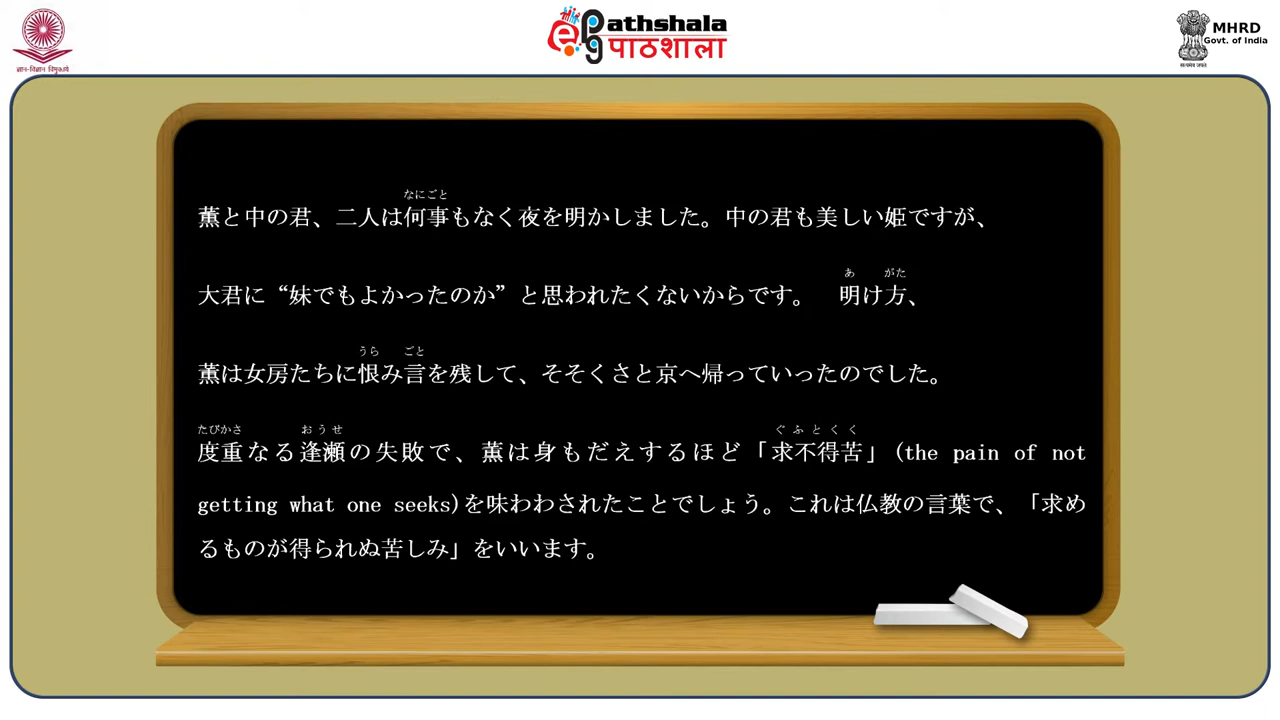 ज्ञान-विज्ञान विमुक्तये
epg
athshala
पाठशाला
MHRD
Govt. of India
सत्यमेव जयते
なにごと
薫と中の君、二人は何事もなく夜を明かしました。中の君も美しい姫ですが、
あ がた
大君に“妹でもよかったのか”と思われたくないからです。 明け方、
うら ごと
薫は女房たちに恨み言を残して、そそくさと京へ帰っていったのでした。
たびかさ おうせ ぐふとくく
度重なる逢瀬の失敗で、薫は身もだえするほど「求不得苦」(the pain of not
getting what one seeks)を味わわされたことでしょう。これは仏教の言葉で、「求め
るものが得られぬ苦しみ」をいいます。